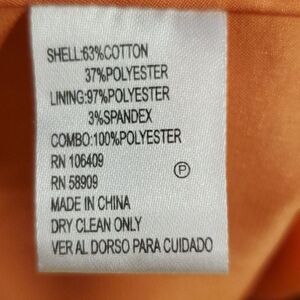 SHELL:63%COTTON
37%POLYESTER
LINING:97%POLYESTER
3%SPANDEX
COMBO:100%POLYESTER
RN 106409
RN 58909
P
MADE IN CHINA
DRY CLEAN ONLY
VER AL DORSO PARA CUIDADO